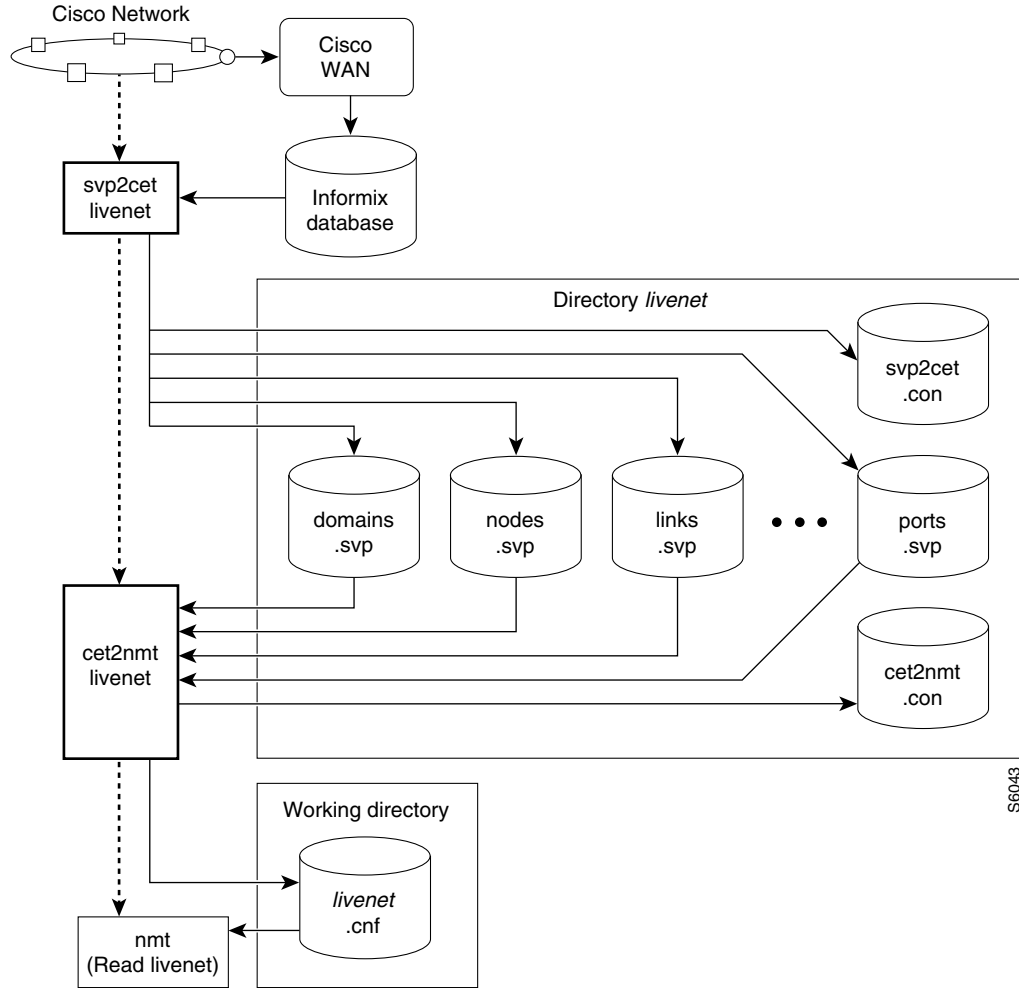 Cisco Network
Cisco
WAN
svp2cet
livenet
Informix
database
Directory livenet
svp2cet
.con
domains
.svp
nodes
.svp
links
.svp
ports
.svp
cet2nmt
livenet
cet2nmt
.con
S6043
Working directory
livenet
.cnf
nmt
(Read livenet)